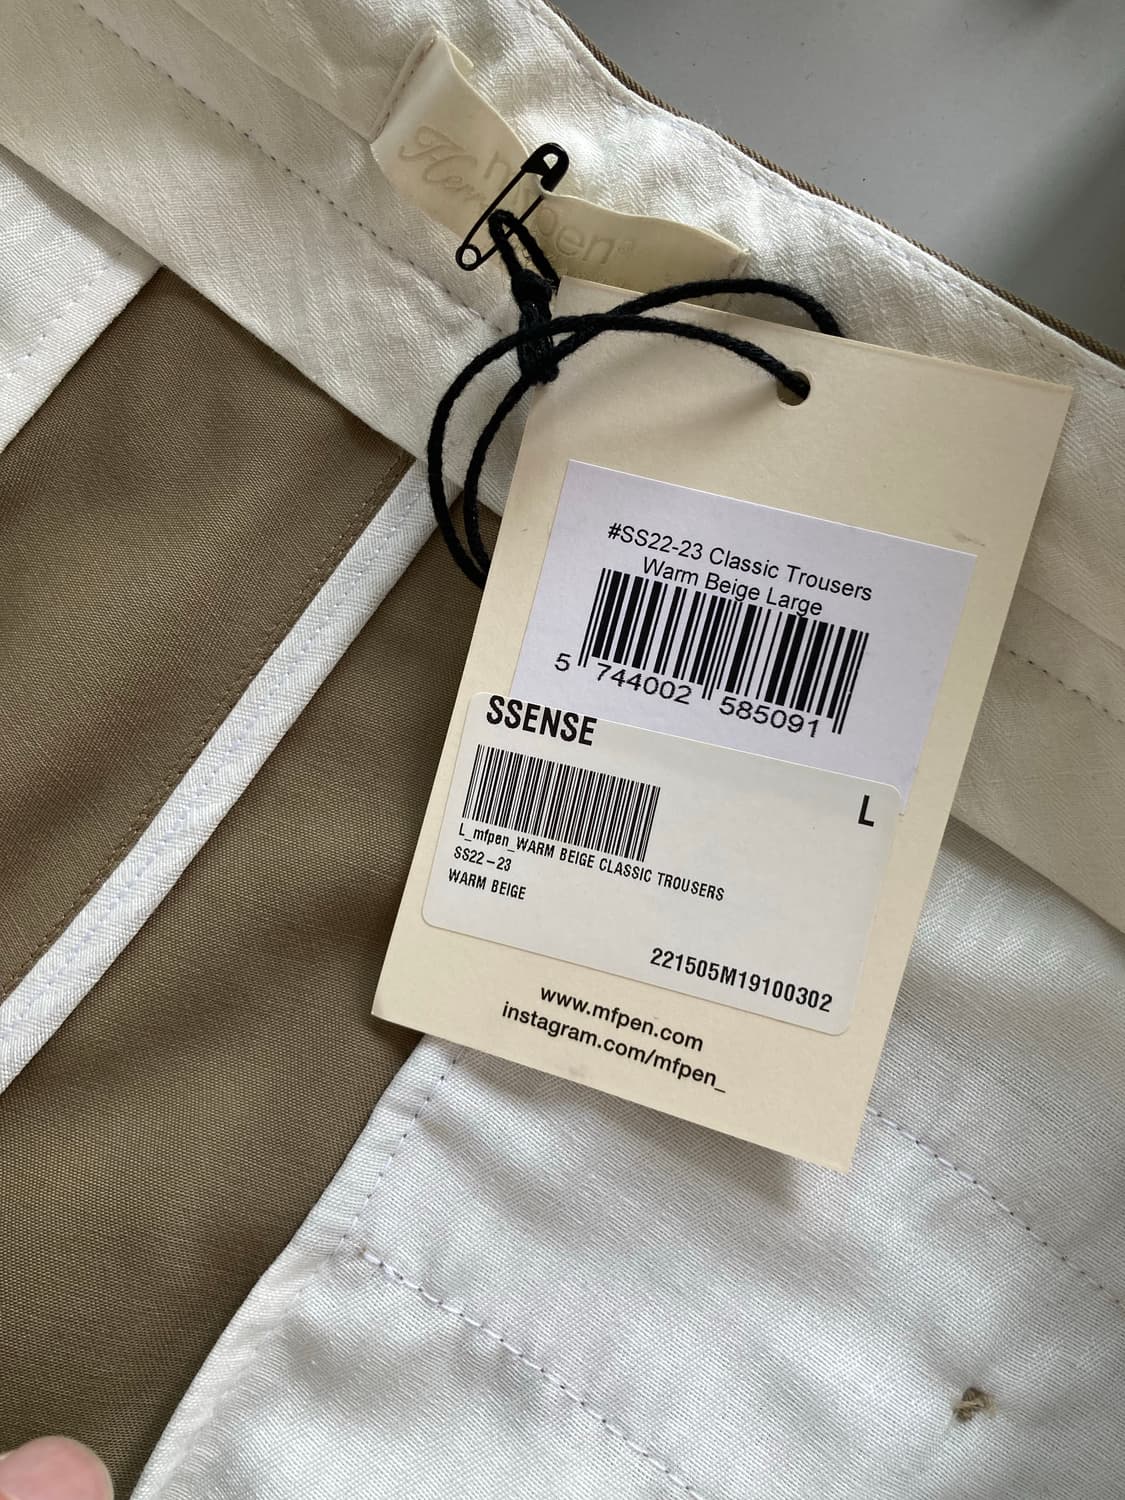 mfpen
#SS22-23 Classic Trousers
Warm Beige Large
5 744002 585091
SSENSE
L
L_mfpen_WARM BEIGE CLASSIC TROUSERS
SS22-23
WARM BEIGE
221505M19100302
www.mfpen.com
instagram.com/mfpen_